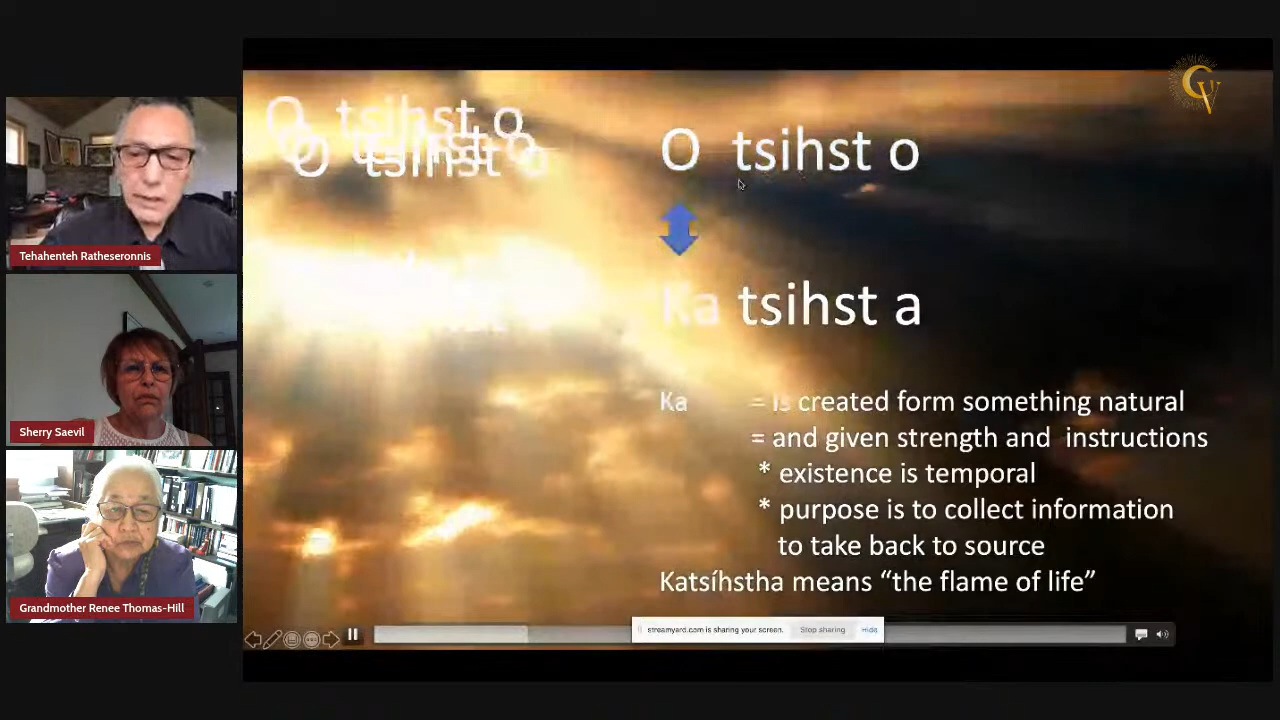 Tehahenteh Ratheseronnis
Sherry Saevil
Grandmother Renee Thomas-Hill
O tsihst o
O tsihst o
O tsihst o
O tsihst o
Ka tsihst a
Ka = is created form something natural
= and given strength and instructions
* existence is temporal
* purpose is to collect information
to take back to source
Katsíhstha means “the flame of life”
streamyard.com is sharing your screen. Stop sharing Hide